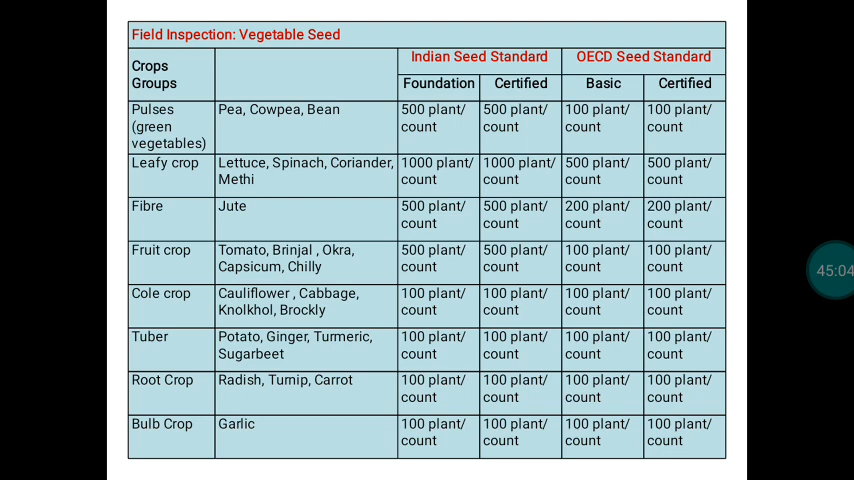 Field Inspection: Vegetable Seed
Crops Groups | | Indian Seed Standard | OECD Seed Standard
Foundation | Certified | Basic | Certified
Pulses (green vegetables) | Pea, Cowpea, Bean | 500 plant/ count | 500 plant/ count | 100 plant/ count | 100 plant/ count
Leafy crop | Lettuce, Spinach, Coriander, Methi | 1000 plant/ count | 1000 plant/ count | 500 plant/ count | 500 plant/ count
Fibre | Jute | 500 plant/ count | 500 plant/ count | 200 plant/ count | 200 plant/ count
Fruit crop | Tomato, Brinjal , Okra, Capsicum, Chilly | 500 plant/ count | 500 plant/ count | 100 plant/ count | 100 plant/ count
Cole crop | Cauliflower , Cabbage, Knolkhol, Brockly | 100 plant/ count | 100 plant/ count | 100 plant/ count | 100 plant/ count
Tuber | Potato, Ginger, Turmeric, Sugarbeet | 100 plant/ count | 100 plant/ count | 100 plant/ count | 100 plant/ count
Root Crop | Radish, Turnip, Carrot | 100 plant/ count | 100 plant/ count | 100 plant/ count | 100 plant/ count
Bulb Crop | Garlic | 100 plant/ count | 100 plant/ count | 100 plant/ count | 100 plant/ count
45:04